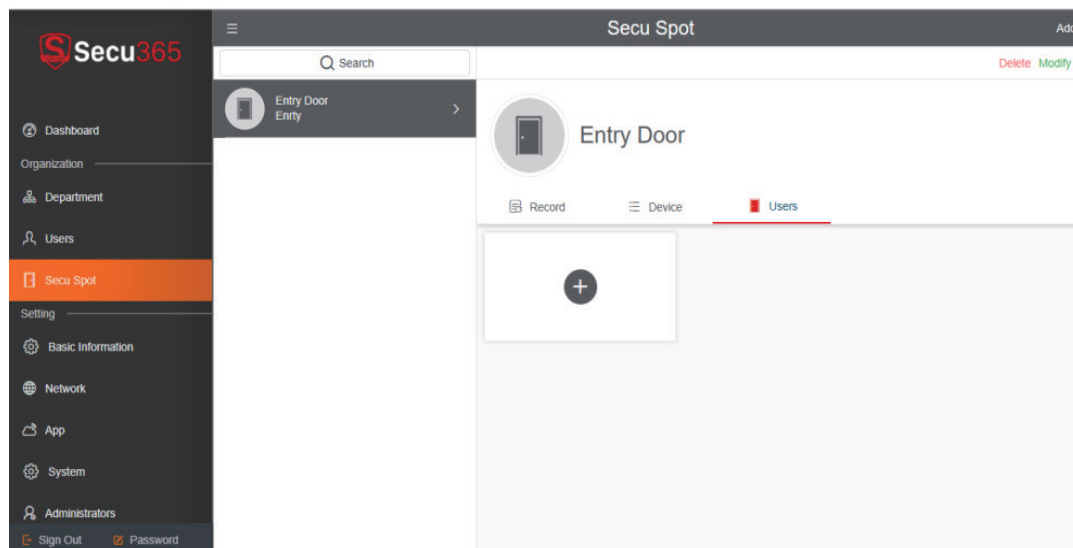 Secu365
Dashboard
Organization
Department
Users
Secu Spot
Setting
Basic Information
Network
App
System
Administrators
Sign Out Password
Secu Spot
Search
Entry Door
Enrty
Delete Modify
Entry Door
Record Device Users